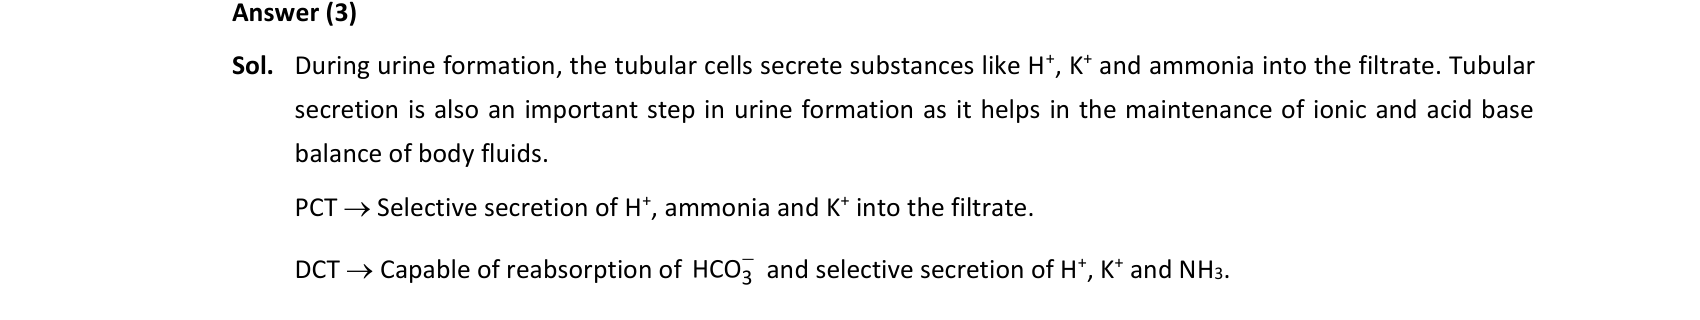 Answer (3)
Sol. During urine formation, the tubular cells secrete substances like H⁺, K⁺ and ammonia into the filtrate. Tubular
secretion is also an important step in urine formation as it helps in the maintenance of ionic and acid base
balance of body fluids.
PCT → Selective secretion of H⁺, ammonia and K⁺ into the filtrate.
DCT → Capable of reabsorption of HCO₃⁻ and selective secretion of H⁺, K⁺ and NH₃.